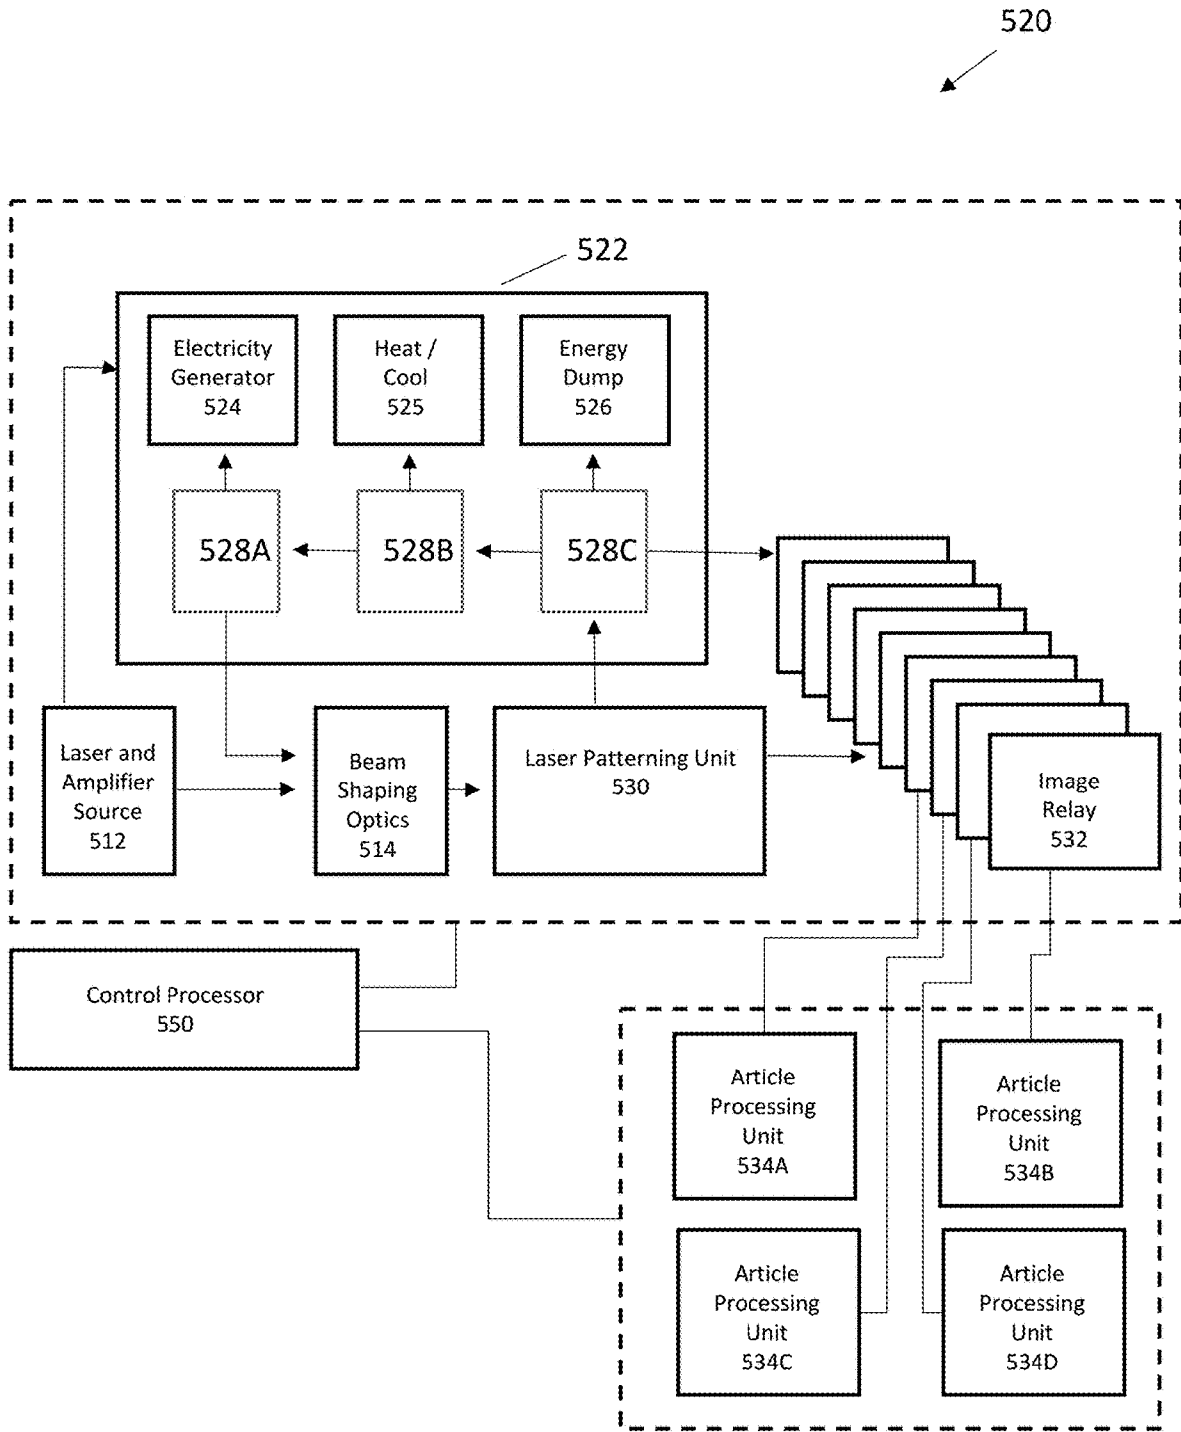 520
522
Electricity
Generator
524
Heat /
Cool
525
Energy
Dump
526
528A
528B
528C
Laser and
Amplifier
Source
512
Beam
Shaping
Optics
514
Laser Patterning Unit
530
Image
Relay
532
Control Processor
550
Article
Processing
Unit
534A
Article
Processing
Unit
534B
Article
Processing
Unit
534C
Article
Processing
Unit
534D